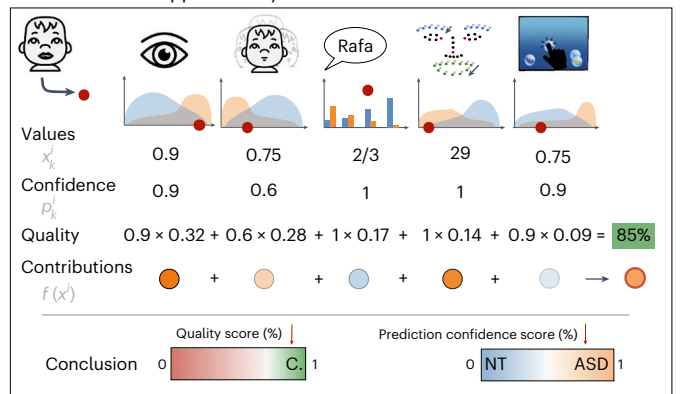 Rafa
Values
x_k^i
0.9 0.75 2/3 29 0.75
Confidence
p_k^i
0.9 0.6 1 1 0.9
Quality 0.9 × 0.32 + 0.6 × 0.28 + 1 × 0.17 + 1 × 0.14 + 0.9 × 0.09 = 85%
Contributions + + + +
f (x^i)
Quality score (%) Prediction confidence score (%)
Conclusion 0 C. 1 0 NT ASD 1